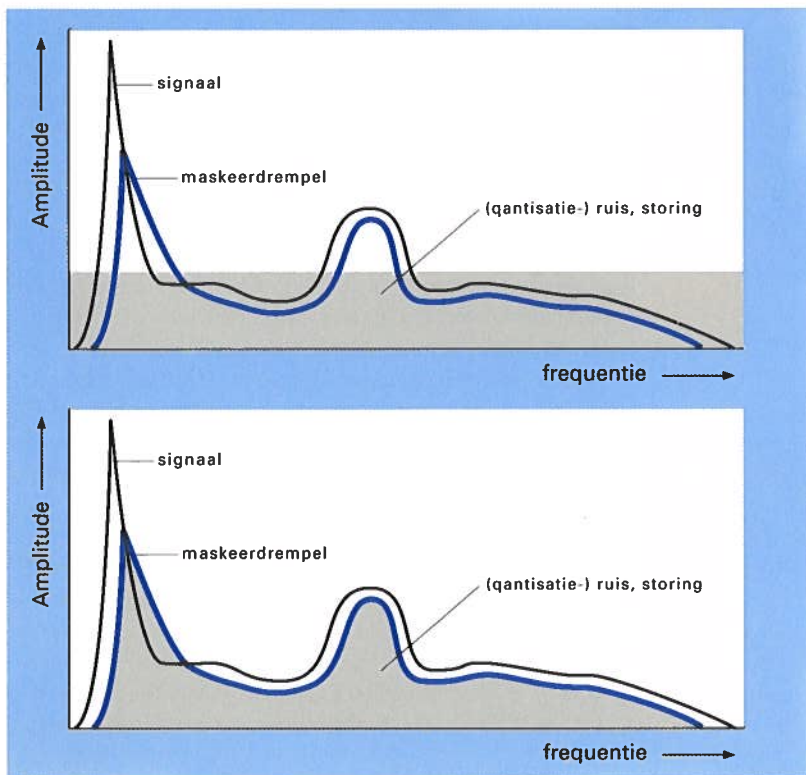 Amplitude
signaal
maskeerdrempel
(qantisatie-) ruis, storing
frequentie
Amplitude
signaal
maskeerdrempel
(qantisatie-) ruis, storing
frequentie